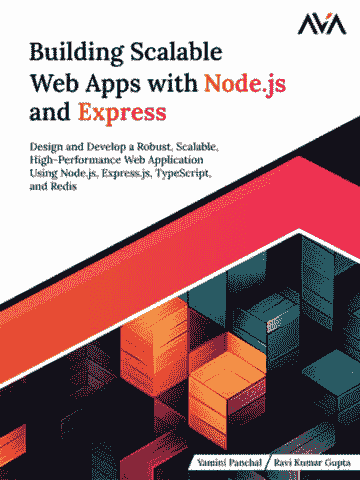 AVA
Building Scalable
Web Apps with Node.js
and Express
Design and Develop a Robust, Scalable,
High-Performance Web Application
Using Node.js, Express.js, TypeScript,
and Redis
Yamini Panchal / Ravi Kumar Gupta